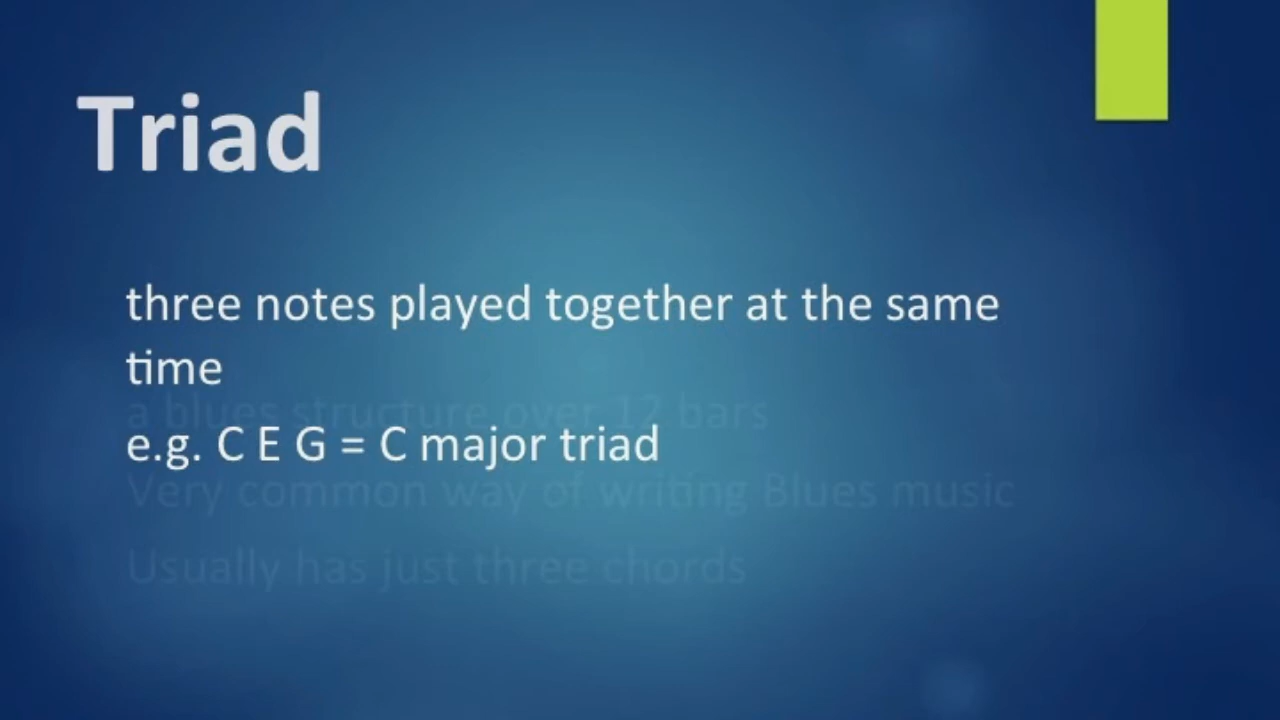 Triad
three notes played together at the same
time
a blues structure over 12 bars
e.g. C E G = C major triad
Very common way of writing Blues music
Usually has just three chords